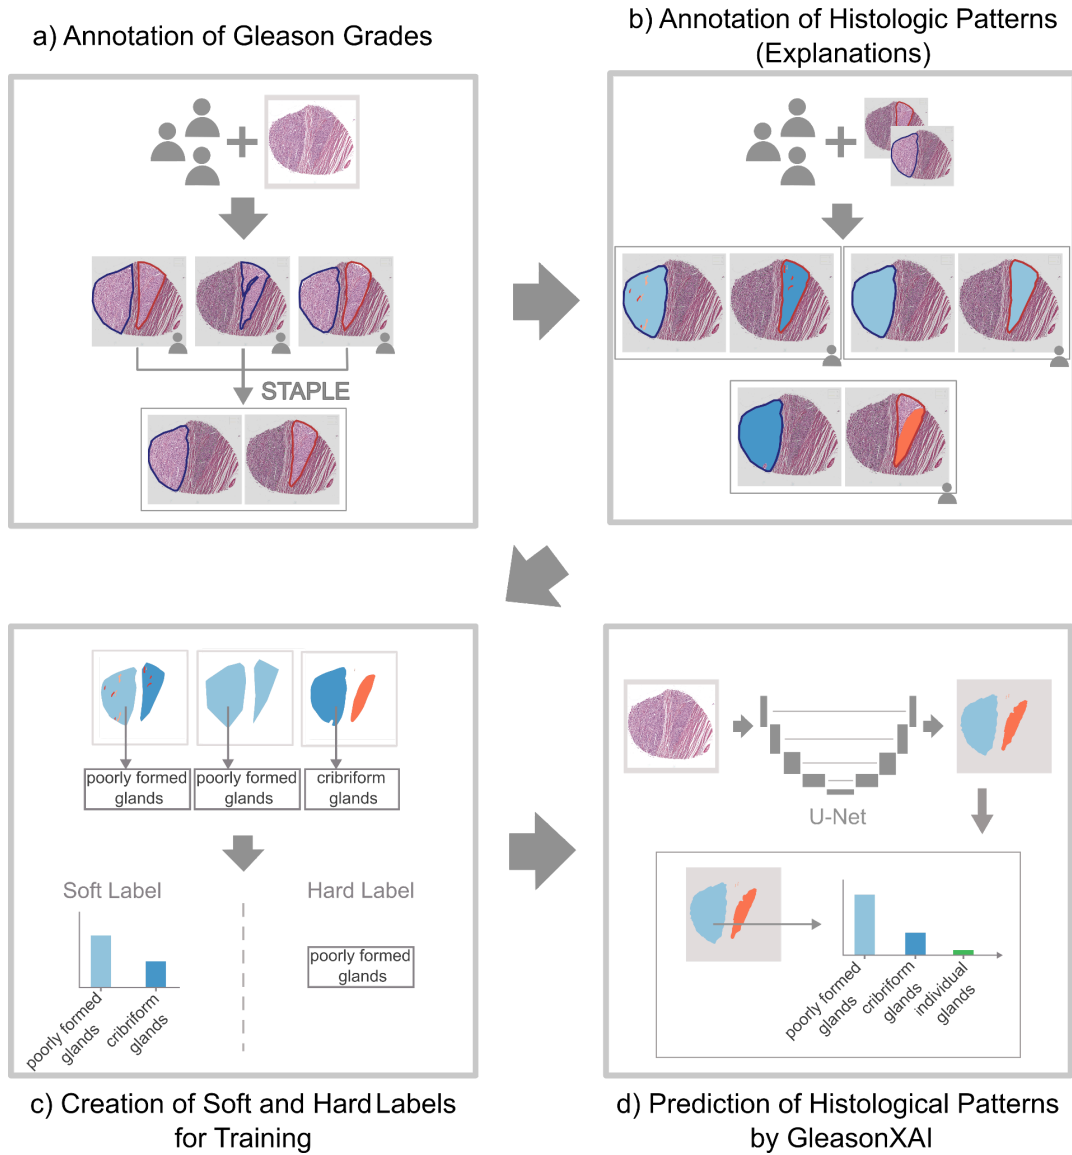 a) Annotation of Gleason Grades
STAPLE
b) Annotation of Histologic Patterns
(Explanations)
poorly formed
glands
poorly formed
glands
cribriform
glands
Soft Label
poorly formed
glands
cribriform
glands
Hard Label
poorly formed
glands
c) Creation of Soft and Hard Labels
for Training
U-Net
poorly formed
glands
cribriform
glands
individual
glands
d) Prediction of Histological Patterns
by GleasonXAI